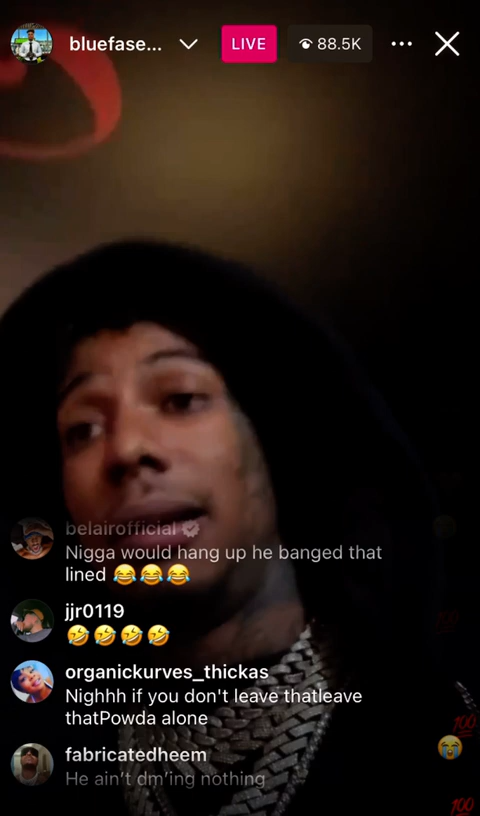 bluefase...
LIVE
88.5K
belairofficial
Nigga would hang up he banged that
lined 😂😂😂
jjr0119
🤣🤣🤣🤣
organickurves_thickas
Nighhh if you don't leave thatleave
thatPowda alone
fabricatedheem
He ain't dm'ing nothing